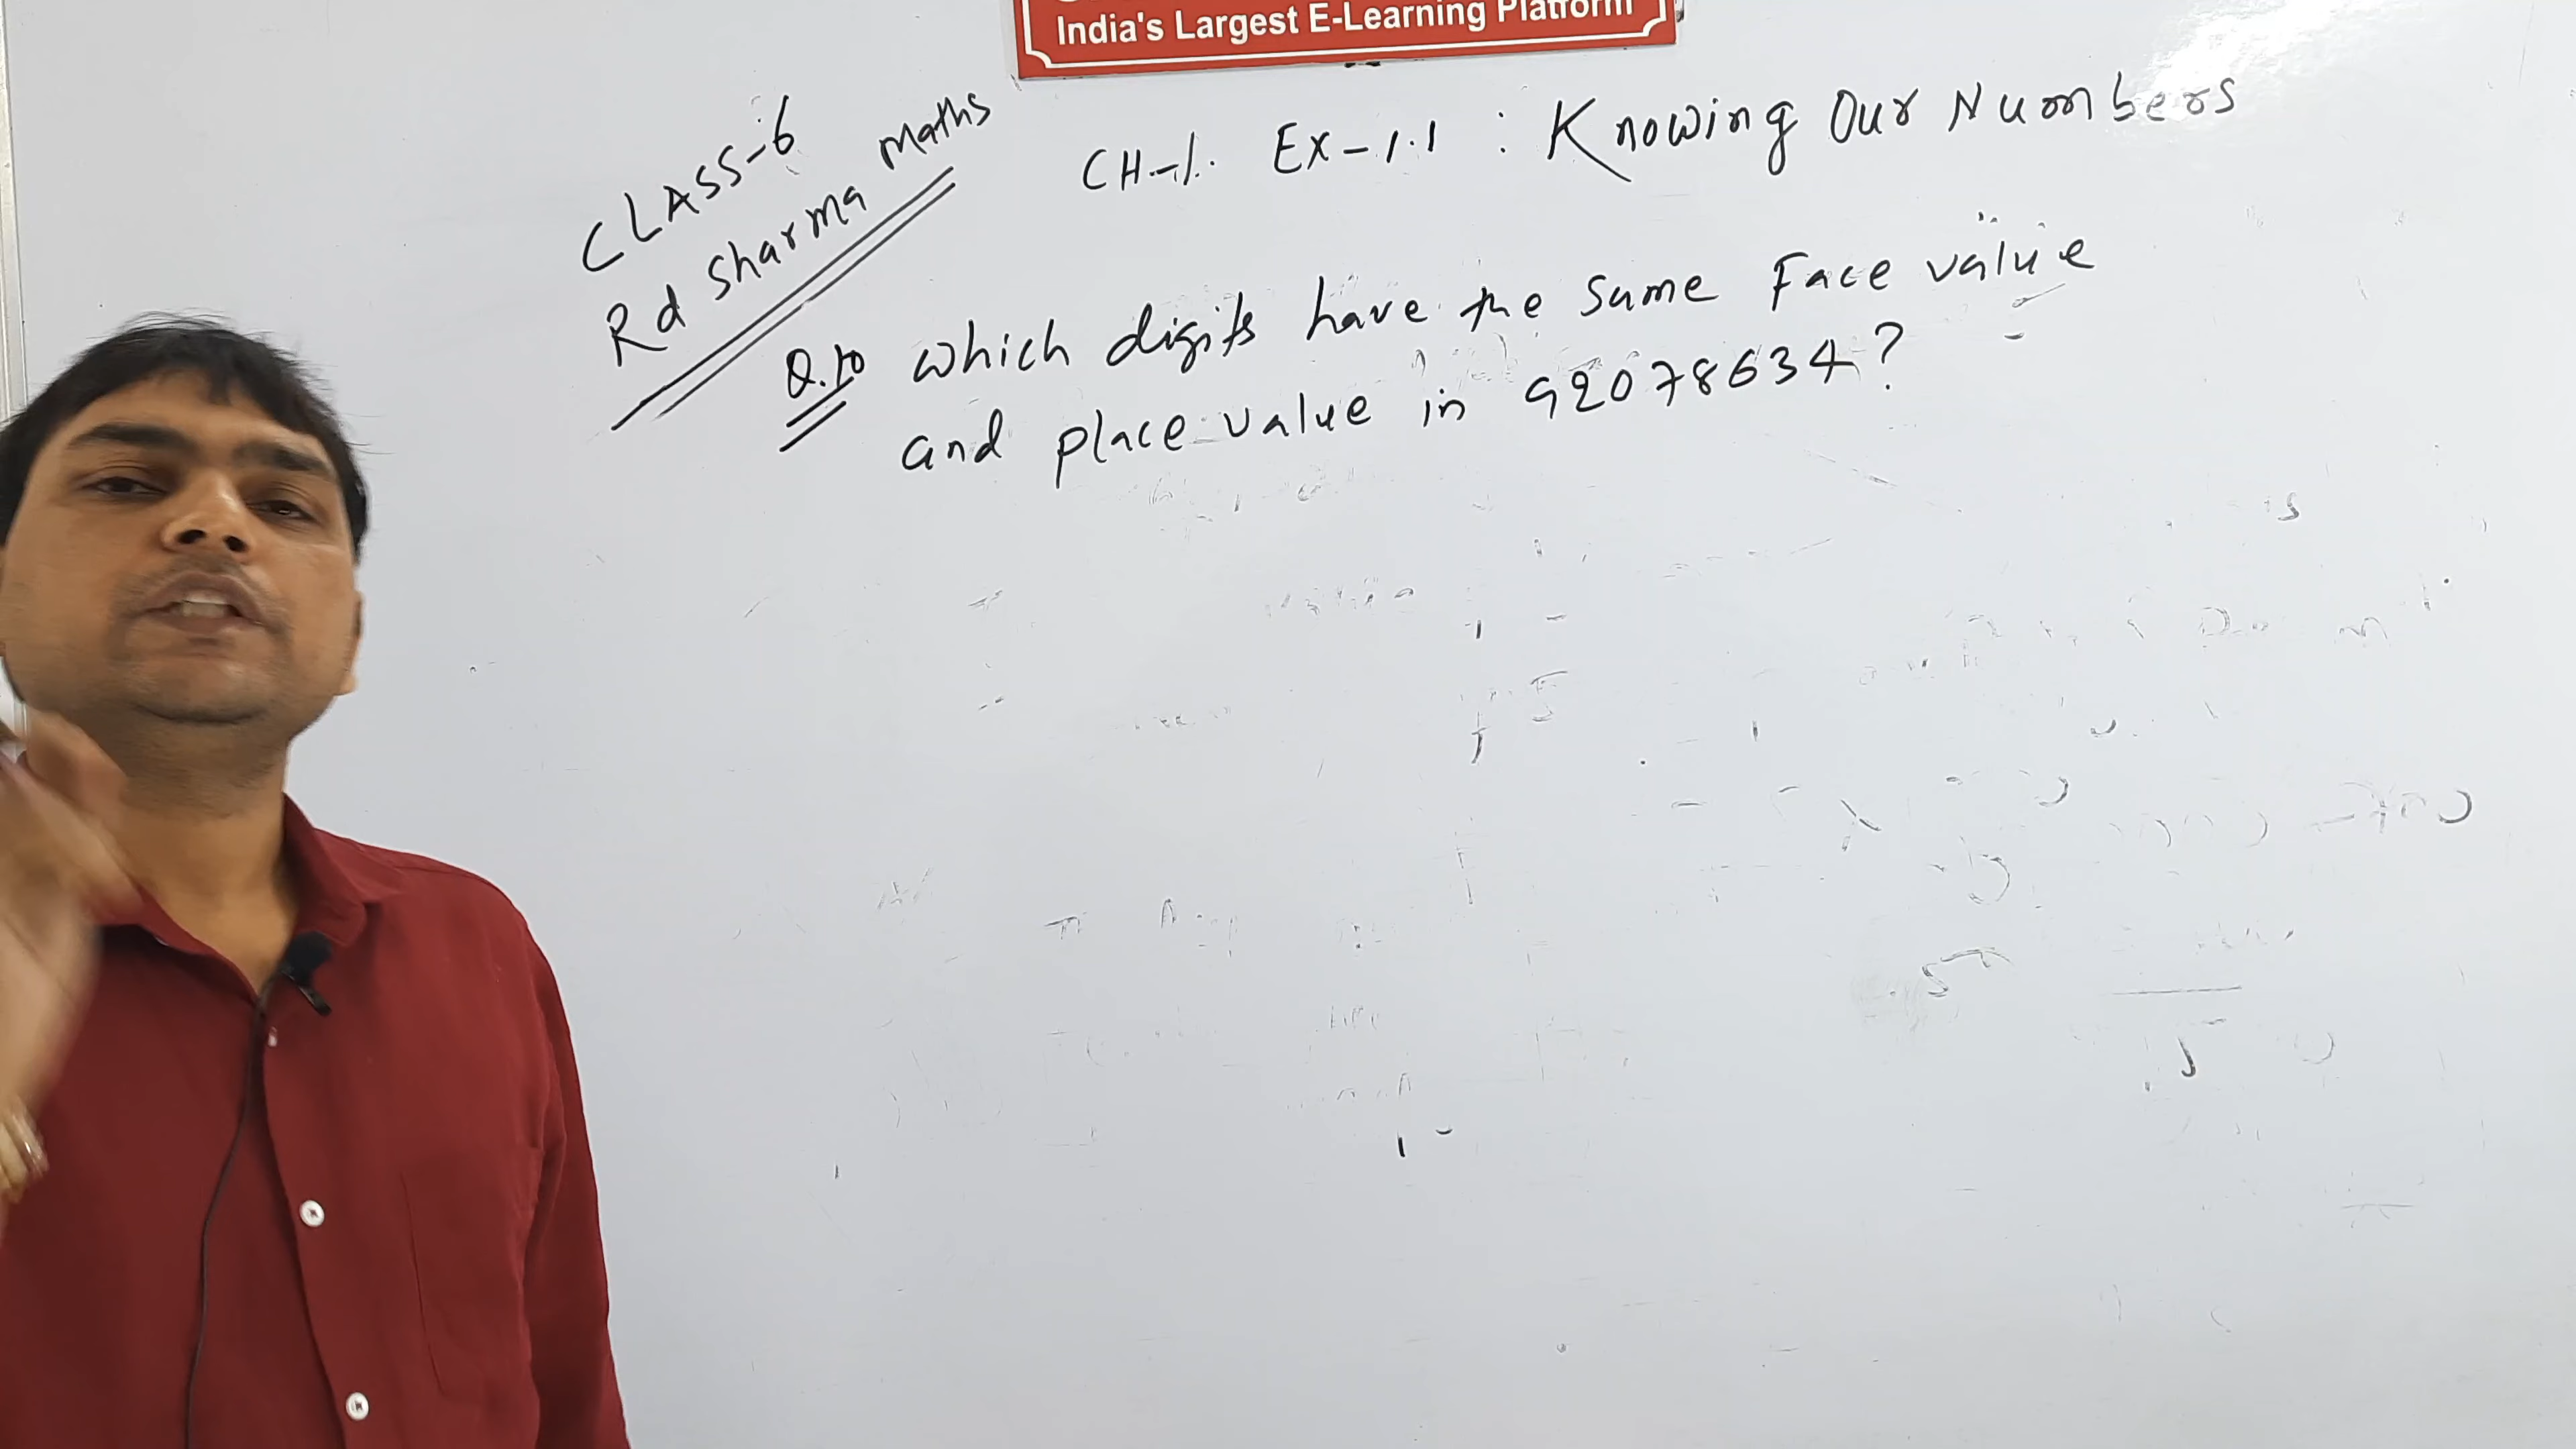 India's Largest E-Learning Platform
CLASS-6
Rd Sharma Maths
CH-1. Ex-1.1 : Knowing Our Numbers
Q.10 which digits have the same Face value
and place value in 92078634?